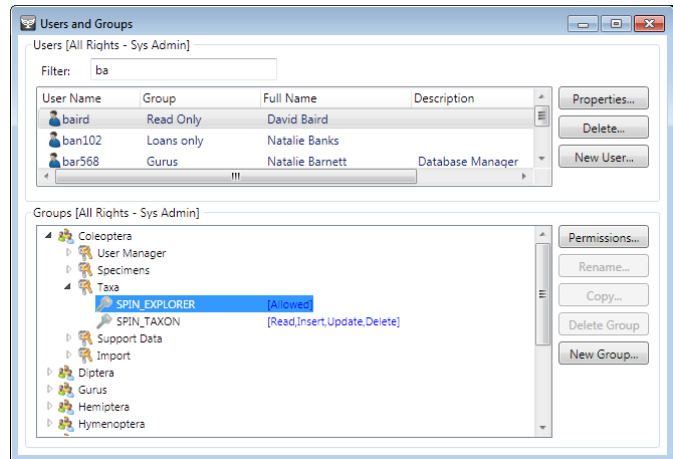 Users and Groups
Users [All Rights - Sys Admin]
Filter: ba
User Name Group Full Name Description
baird Read Only David Baird
ban102 Loans only Natalie Banks
bar568 Gurus Natalie Barnett Database Manager
Properties...
Delete...
New User...
Groups [All Rights - Sys Admin]
Coleoptera
User Manager
Specimens
Taxa
SPIN_EXPLORER [Allowed]
SPIN_TAXON [Read,Insert,Update,Delete]
Support Data
Import
Diptera
Gurus
Hemiptera
Hymenoptera
Permissions...
Rename...
Copy...
Delete Group
New Group...